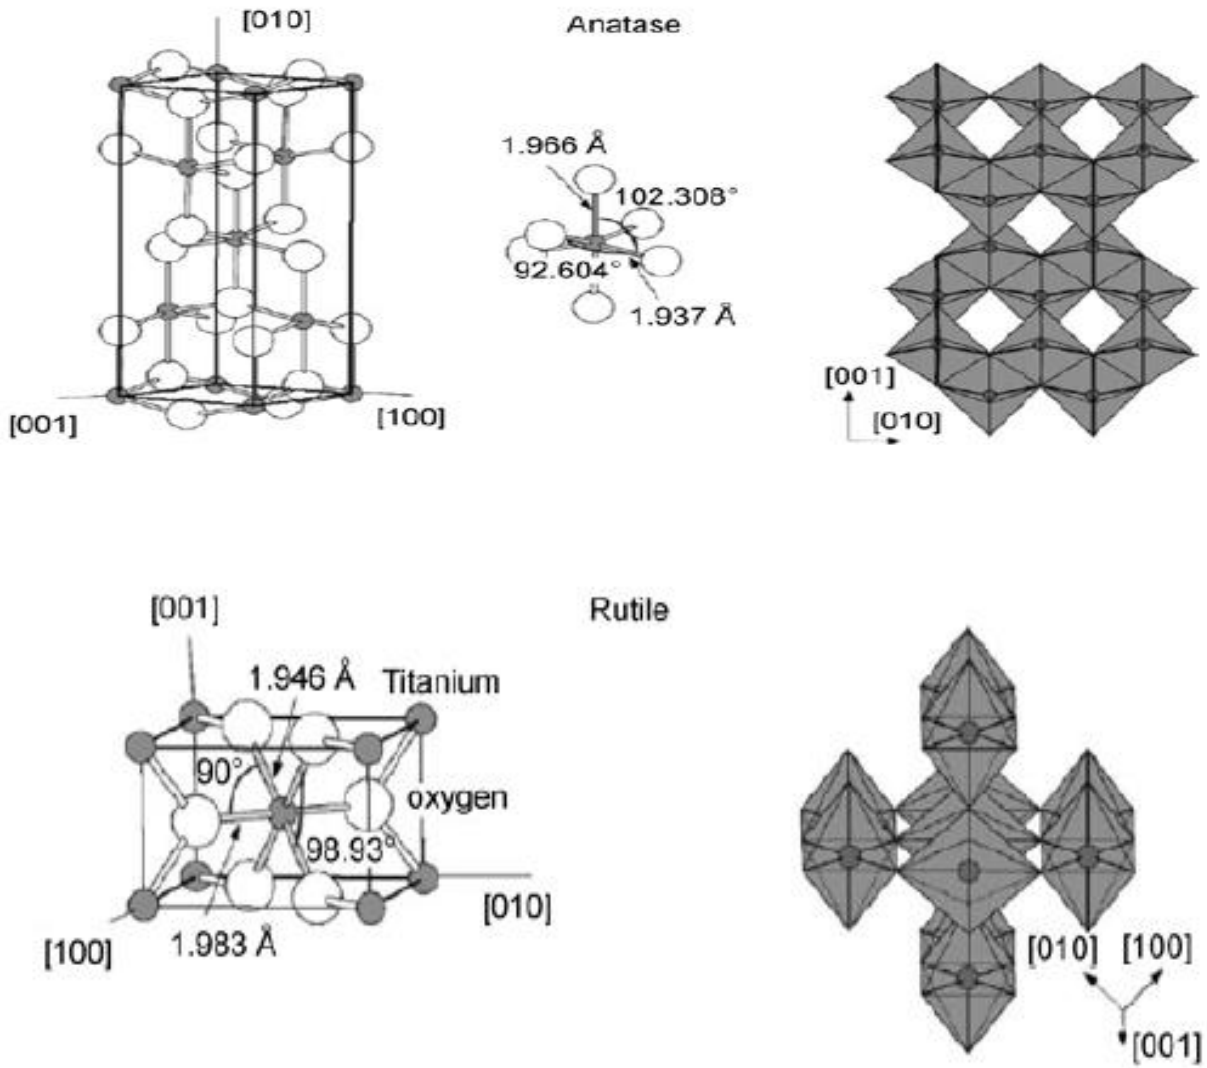 [010]
Anatase
1.966 Å
102.308°
92.604°
1.937 Å
[001]
[100]
[001]
[010]
Rutile
[001]
1.946 Å
Titanium
90°
oxygen
98.93°
[010]
[100]
1.983 Å
[010]
[100]
[001]